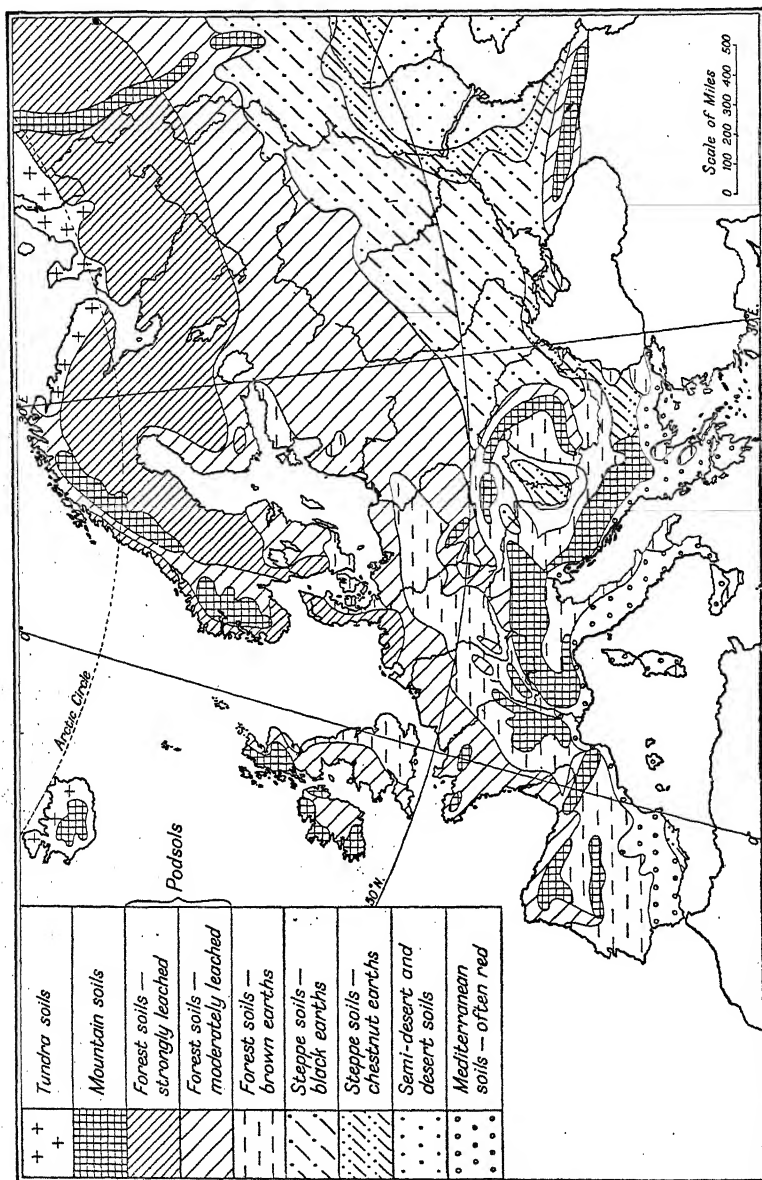 Tundra soils
Mountain soils
Forest soils —
strongly leached
Forest soils —
moderately leached
Podsols
Forest soils —
brown earths
Steppe soils —
black earths
Steppe soils —
chestnut earths
Semi-desert and
desert soils
Mediterranean
soils — often red
Arctic Circle
0°
30°E
0°
30°E.
Scale of Miles
0 100 200 300 400 500